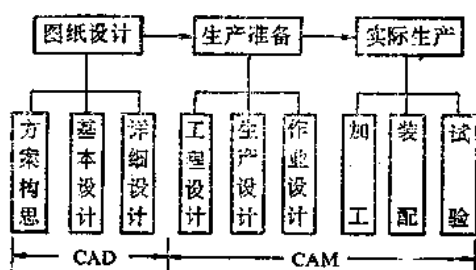 图纸设计
生产准备
实际生产
方案构思
基本设计
详细设计
工程设计
生产设计
作业设计
加工
装配
试验
CAD
CAM